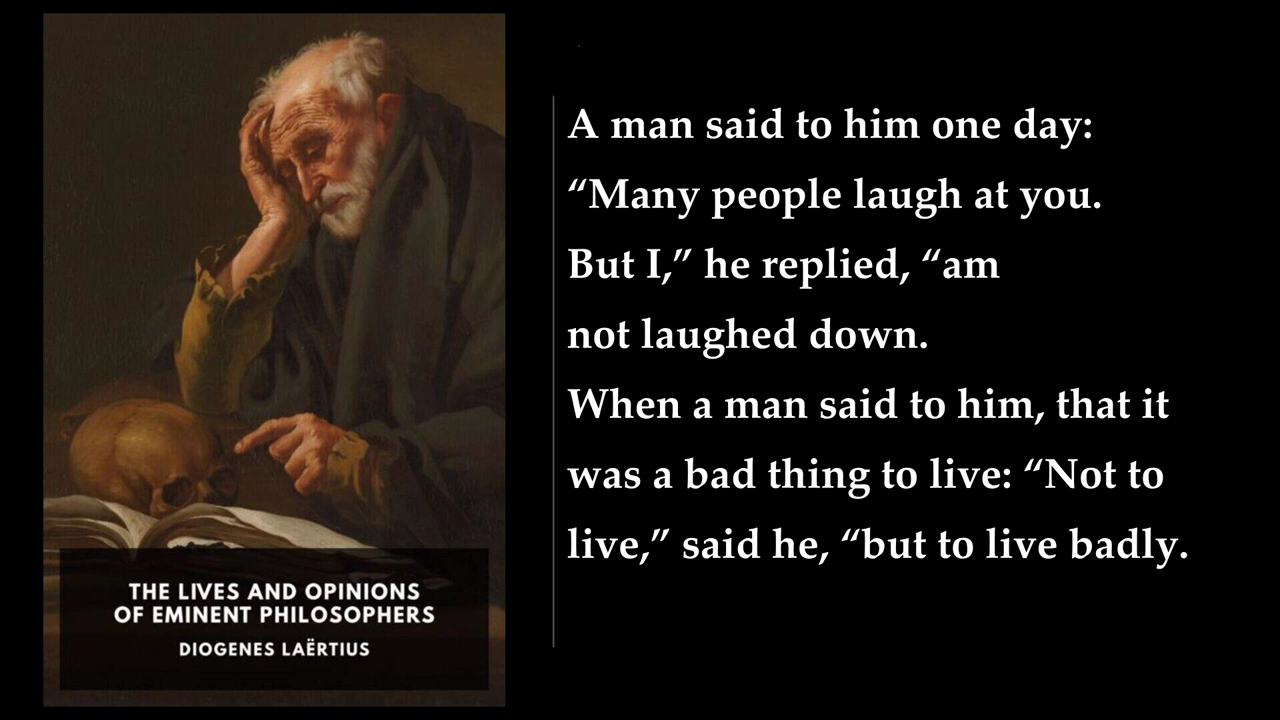 THE LIVES AND OPINIONS
OF EMINENT PHILOSOPHERS
DIOGENES LAËRTIUS
A man said to him one day:
“Many people laugh at you.
But I,” he replied, “am
not laughed down.
When a man said to him, that it
was a bad thing to live: “Not to
live,” said he, “but to live badly.